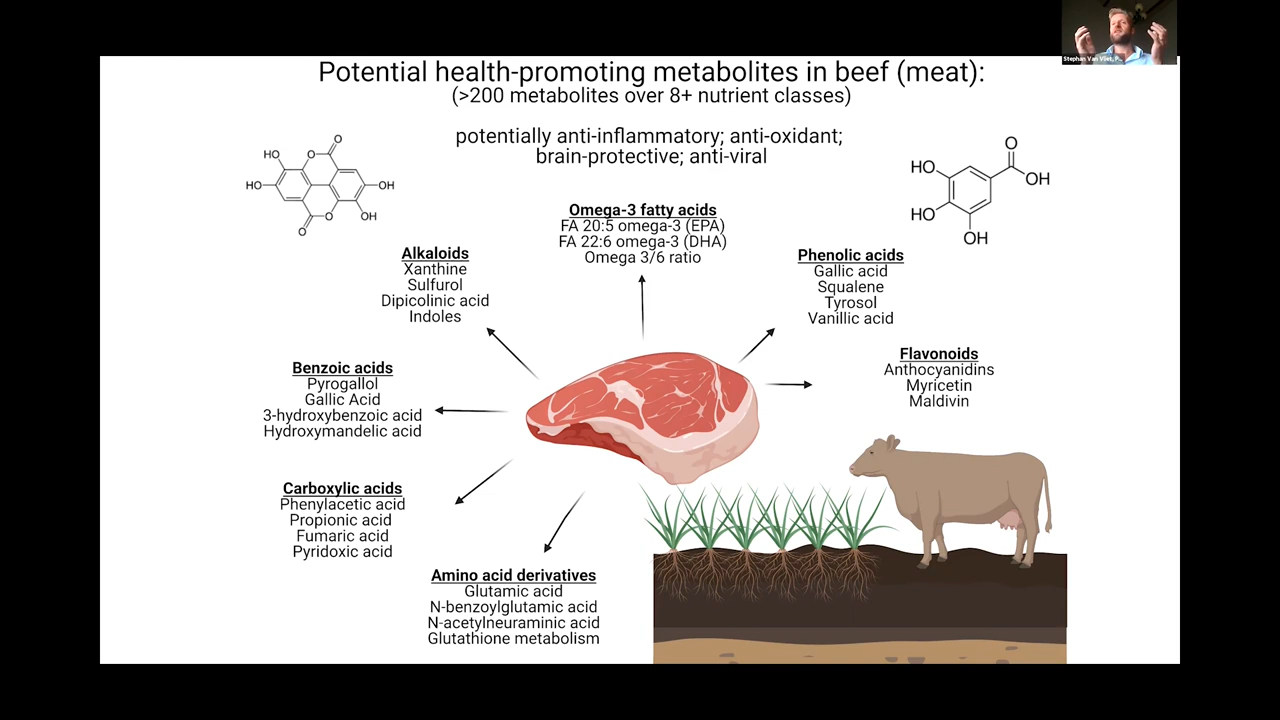 Stephan Van Vliet, P...
Potential health-promoting metabolites in beef (meat):
(>200 metabolites over 8+ nutrient classes)
potentially anti-inflammatory; anti-oxidant;
brain-protective; anti-viral
HO
O
O
HO
OH
O
OH
O
HO
O
OH
HO
OH
Omega-3 fatty acids
FA 20:5 omega-3 (EPA)
FA 22:6 omega-3 (DHA)
Omega 3/6 ratio
Alkaloids
Xanthine
Sulfurol
Dipicolinic acid
Indoles
Phenolic acids
Gallic acid
Squalene
Tyrosol
Vanillic acid
Benzoic acids
Pyrogallol
Gallic Acid
3-hydroxybenzoic acid
Hydroxymandelic acid
Flavonoids
Anthocyanidins
Myricetin
Maldivin
Carboxylic acids
Phenylacetic acid
Propionic acid
Fumaric acid
Pyridoxic acid
Amino acid derivatives
Glutamic acid
N-benzoylglutamic acid
N-acetylneuraminic acid
Glutathione metabolism